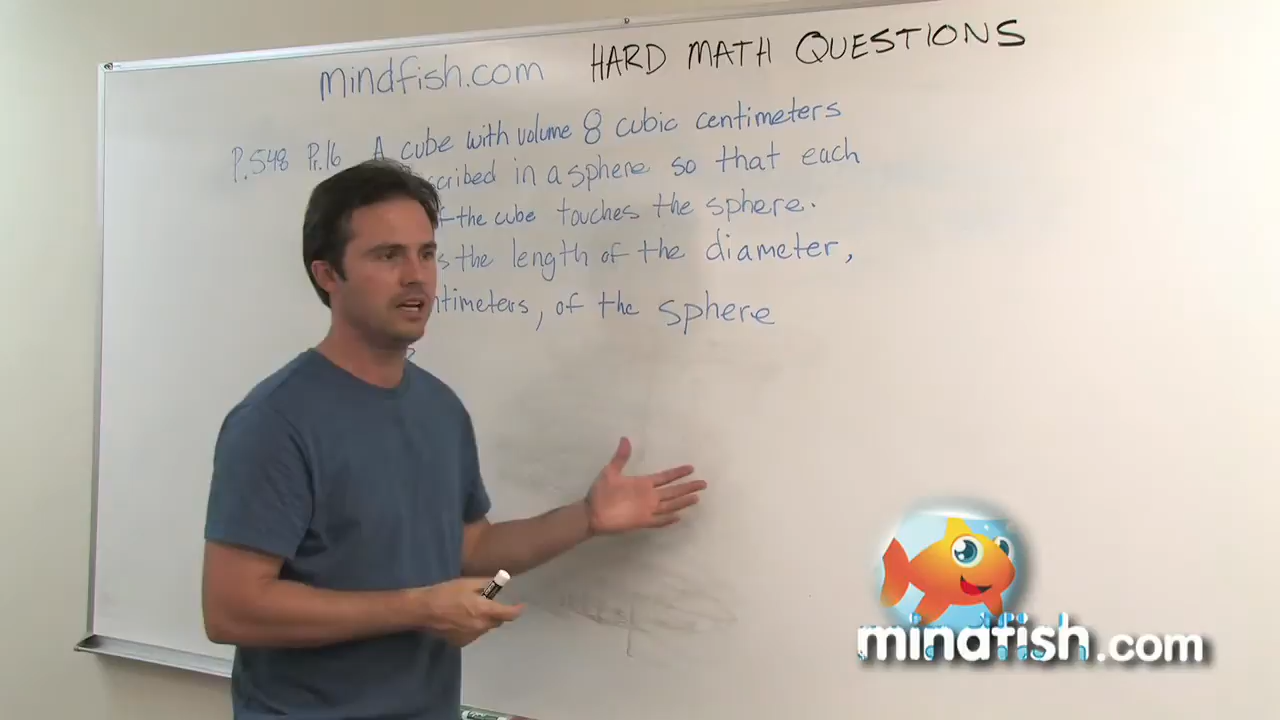 mindfish.com HARD MATH QUESTIONS
P.548 Pr.16 A cube with volume 8 cubic centimeters
scribed in a sphere so that each
f the cube touches the sphere.
s the length of the diameter,
ntimeters, of the sphere
?
mindfish.com